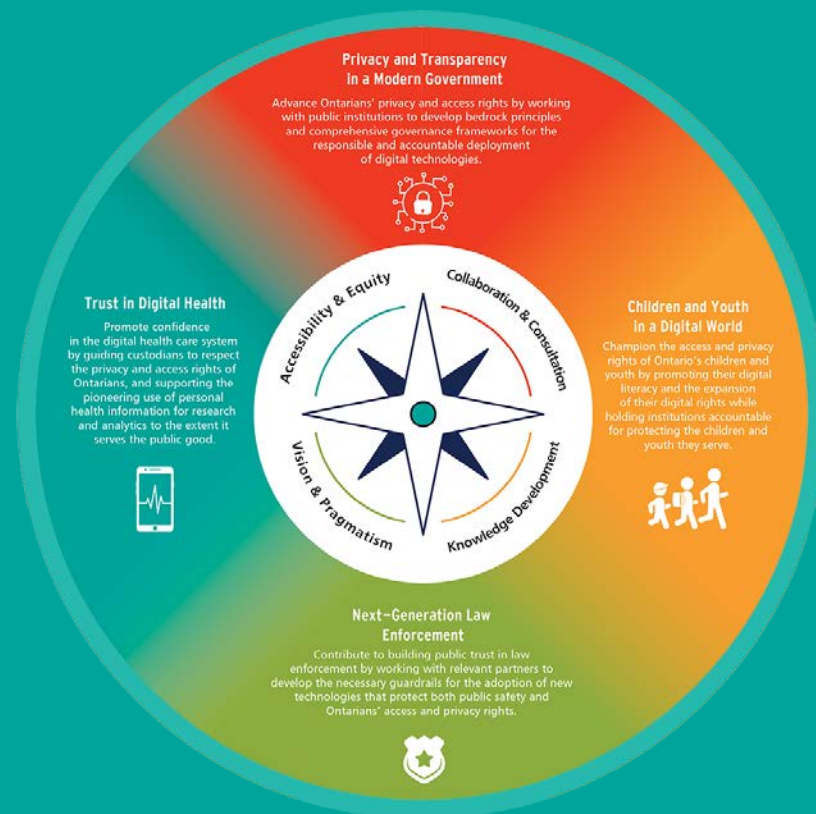 Privacy and Transparency
in a Modern Government
Advance Ontarians' privacy and access rights by working
with public institutions to develop bedrock principles
and comprehensive governance frameworks for the
responsible and accountable deployment
of digital technologies.
Trust in Digital Health
Promote confidence
in the digital health care system
by guiding custodians to respect
the privacy and access rights of
Ontarians, and supporting the
pioneering use of personal
health information for research
and analytics to the extent it
serves the public good.
Accessibility & Equity
Collaboration & Consultation
Vision & Pragmatism
Knowledge Development
Children and Youth
in a Digital World
Champion the access and privacy
rights of Ontario's children and
youth by promoting their digital
literacy and the expansion
of their digital rights while
holding institutions accountable
for protecting the children and
youth they serve.
Next-Generation Law
Enforcement
Contribute to building public trust in law
enforcement by working with relevant partners to
develop the necessary guardrails for the adoption of new
technologies that protect both public safety and
Ontarians' access and privacy rights.